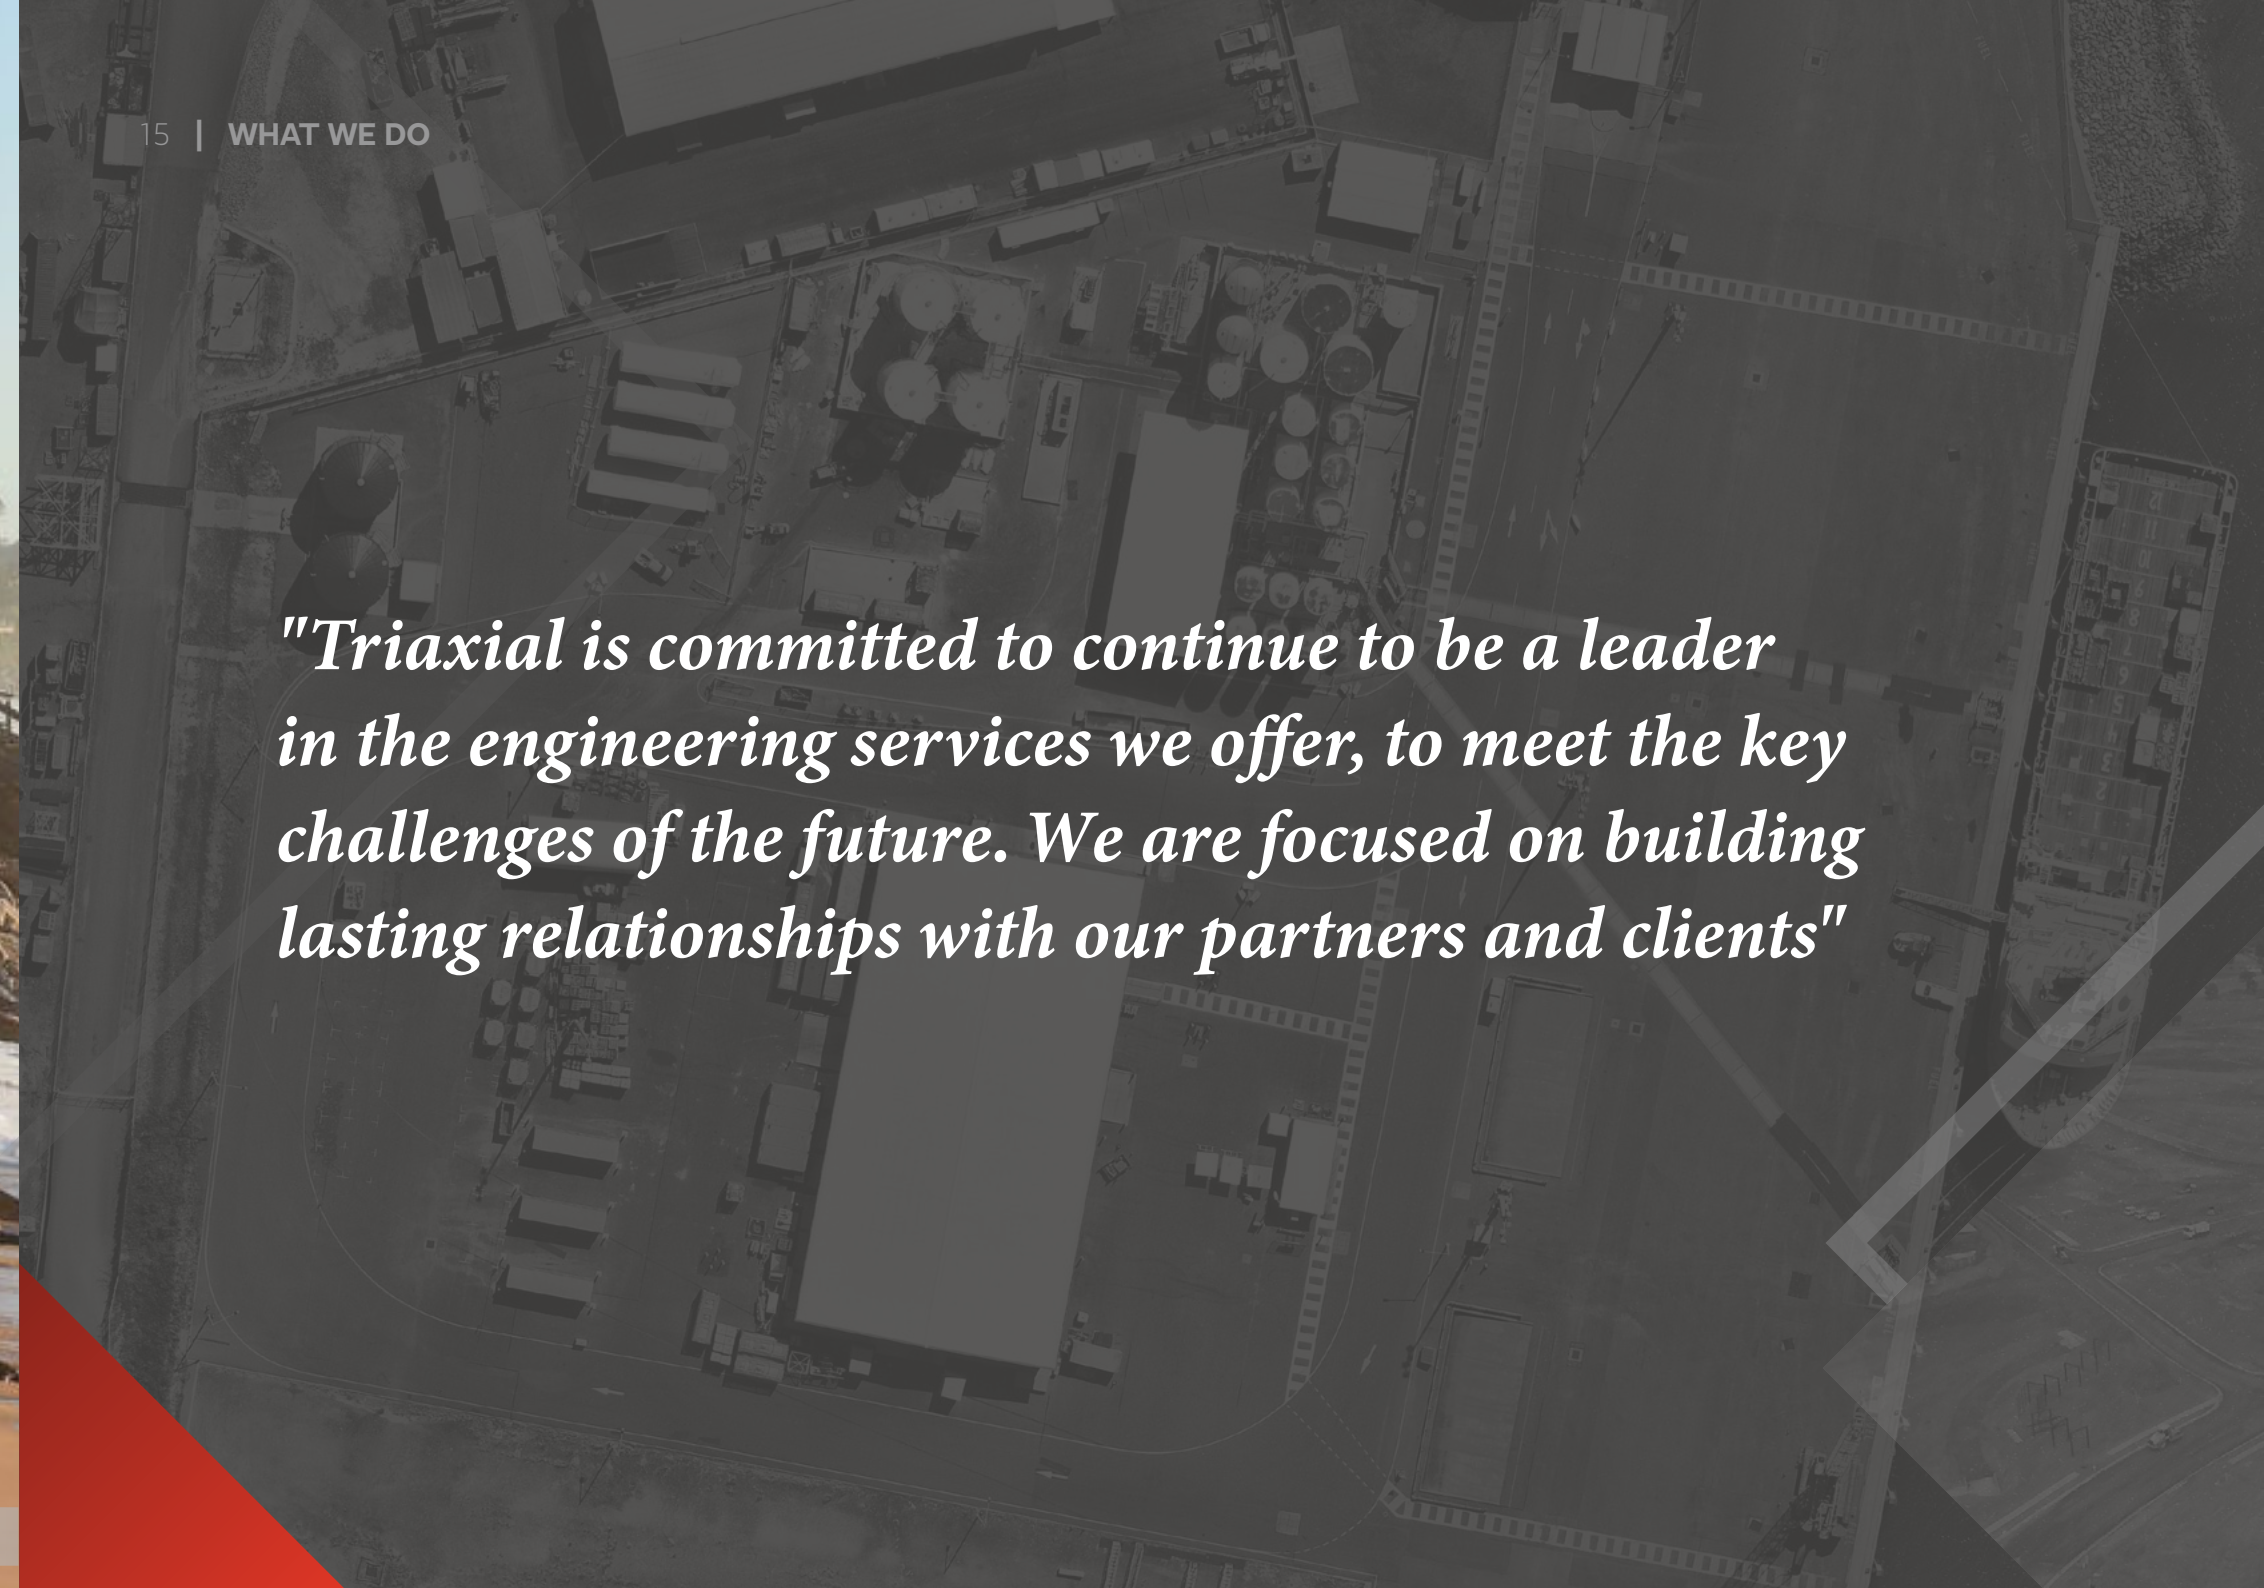 15 | WHAT WE DO
"Triaxial is committed to continue to be a leader
in the engineering services we offer, to meet the key
challenges of the future. We are focused on building
lasting relationships with our partners and clients"